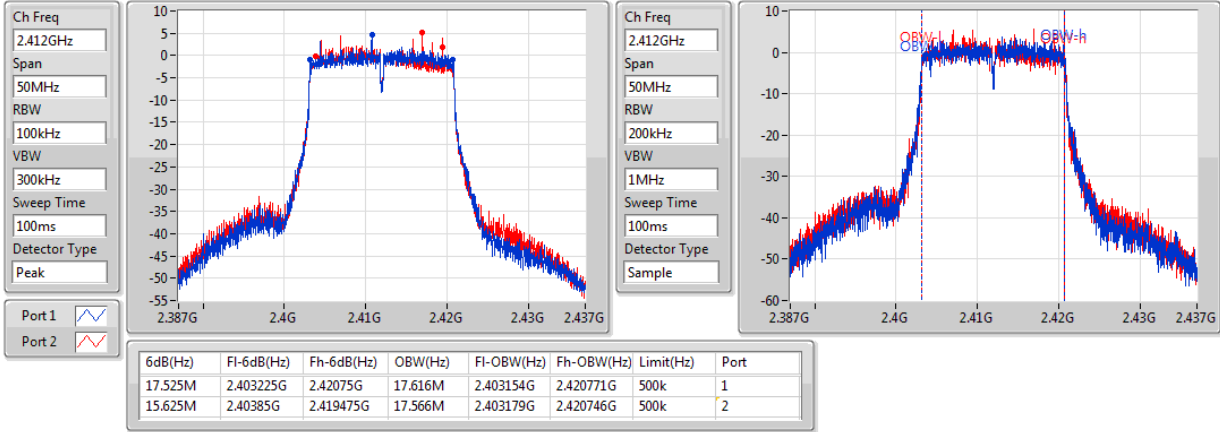 Ch Freq
2.412GHz
Span
50MHz
RBW
100kHz
VBW
300kHz
Sweep Time
100ms
Detector Type
Peak
Port 1
Port 2
10
5
0
-5
-10
-15
-20
-25
-30
-35
-40
-45
-50
-55
2.387G 2.4G 2.41G 2.42G 2.43G 2.437G
Ch Freq
2.412GHz
Span
50MHz
RBW
200kHz
VBW
1MHz
Sweep Time
100ms
Detector Type
Sample
10
0
-10
-20
-30
-40
-50
-60
OBW-l
OBW-h
2.387G 2.4G 2.41G 2.42G 2.43G 2.437G
6dB(Hz) Fl-6dB(Hz) Fh-6dB(Hz) OBW(Hz) Fl-OBW(Hz) Fh-OBW(Hz) Limit(Hz) Port
17.525M 2.403225G 2.42075G 17.616M 2.403154G 2.420771G 500k 1
15.625M 2.40385G 2.419475G 17.566M 2.403179G 2.420746G 500k 2